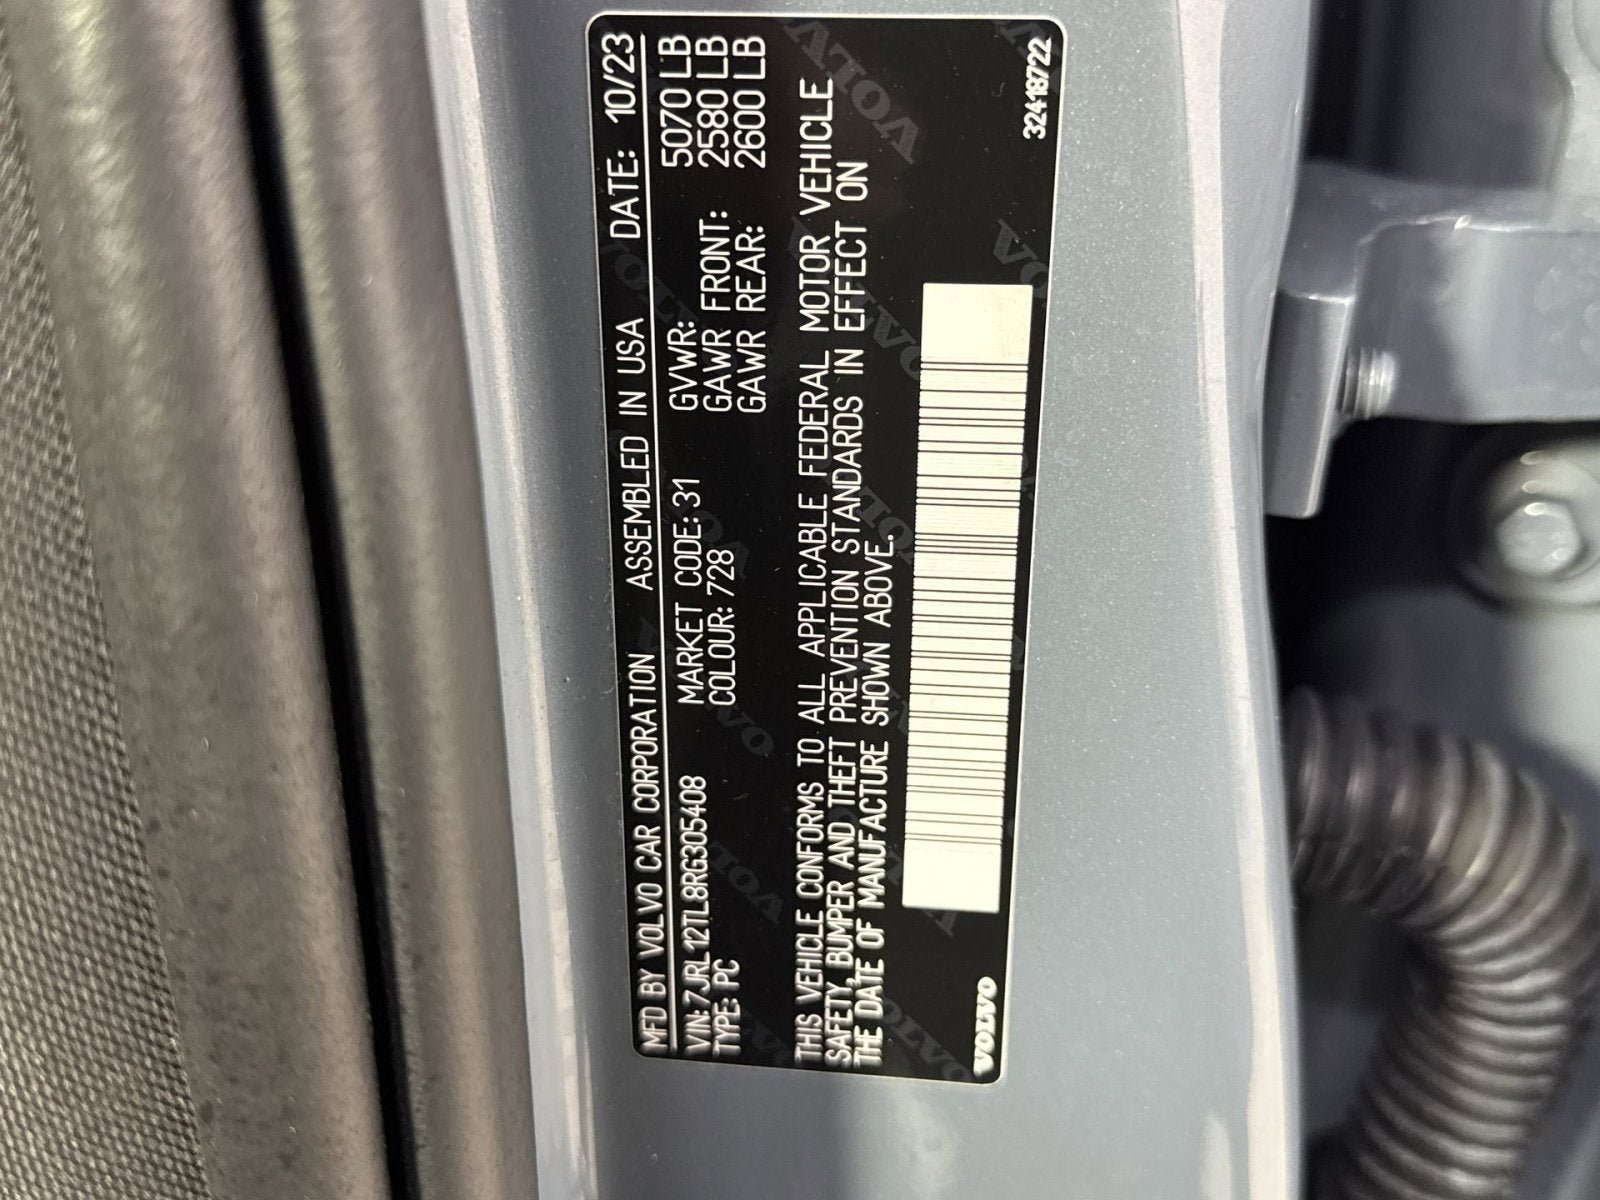 MFD BY VOLVO CAR CORPORATION ASSEMBLED IN USA DATE: 10/23
VIN: 7JRL12TL8RG305408 MARKET CODE: 31 GVWR: 5070 LB
TYPE: PC COLOUR: 728 GAWR FRONT: 2580 LB
GAWR REAR: 2600 LB
THIS VEHICLE CONFORMS TO ALL APPLICABLE FEDERAL MOTOR VEHICLE
SAFETY, BUMPER AND THEFT PREVENTION STANDARDS IN EFFECT ON
THE DATE OF MANUFACTURE SHOWN ABOVE.
VOLVO 32418722